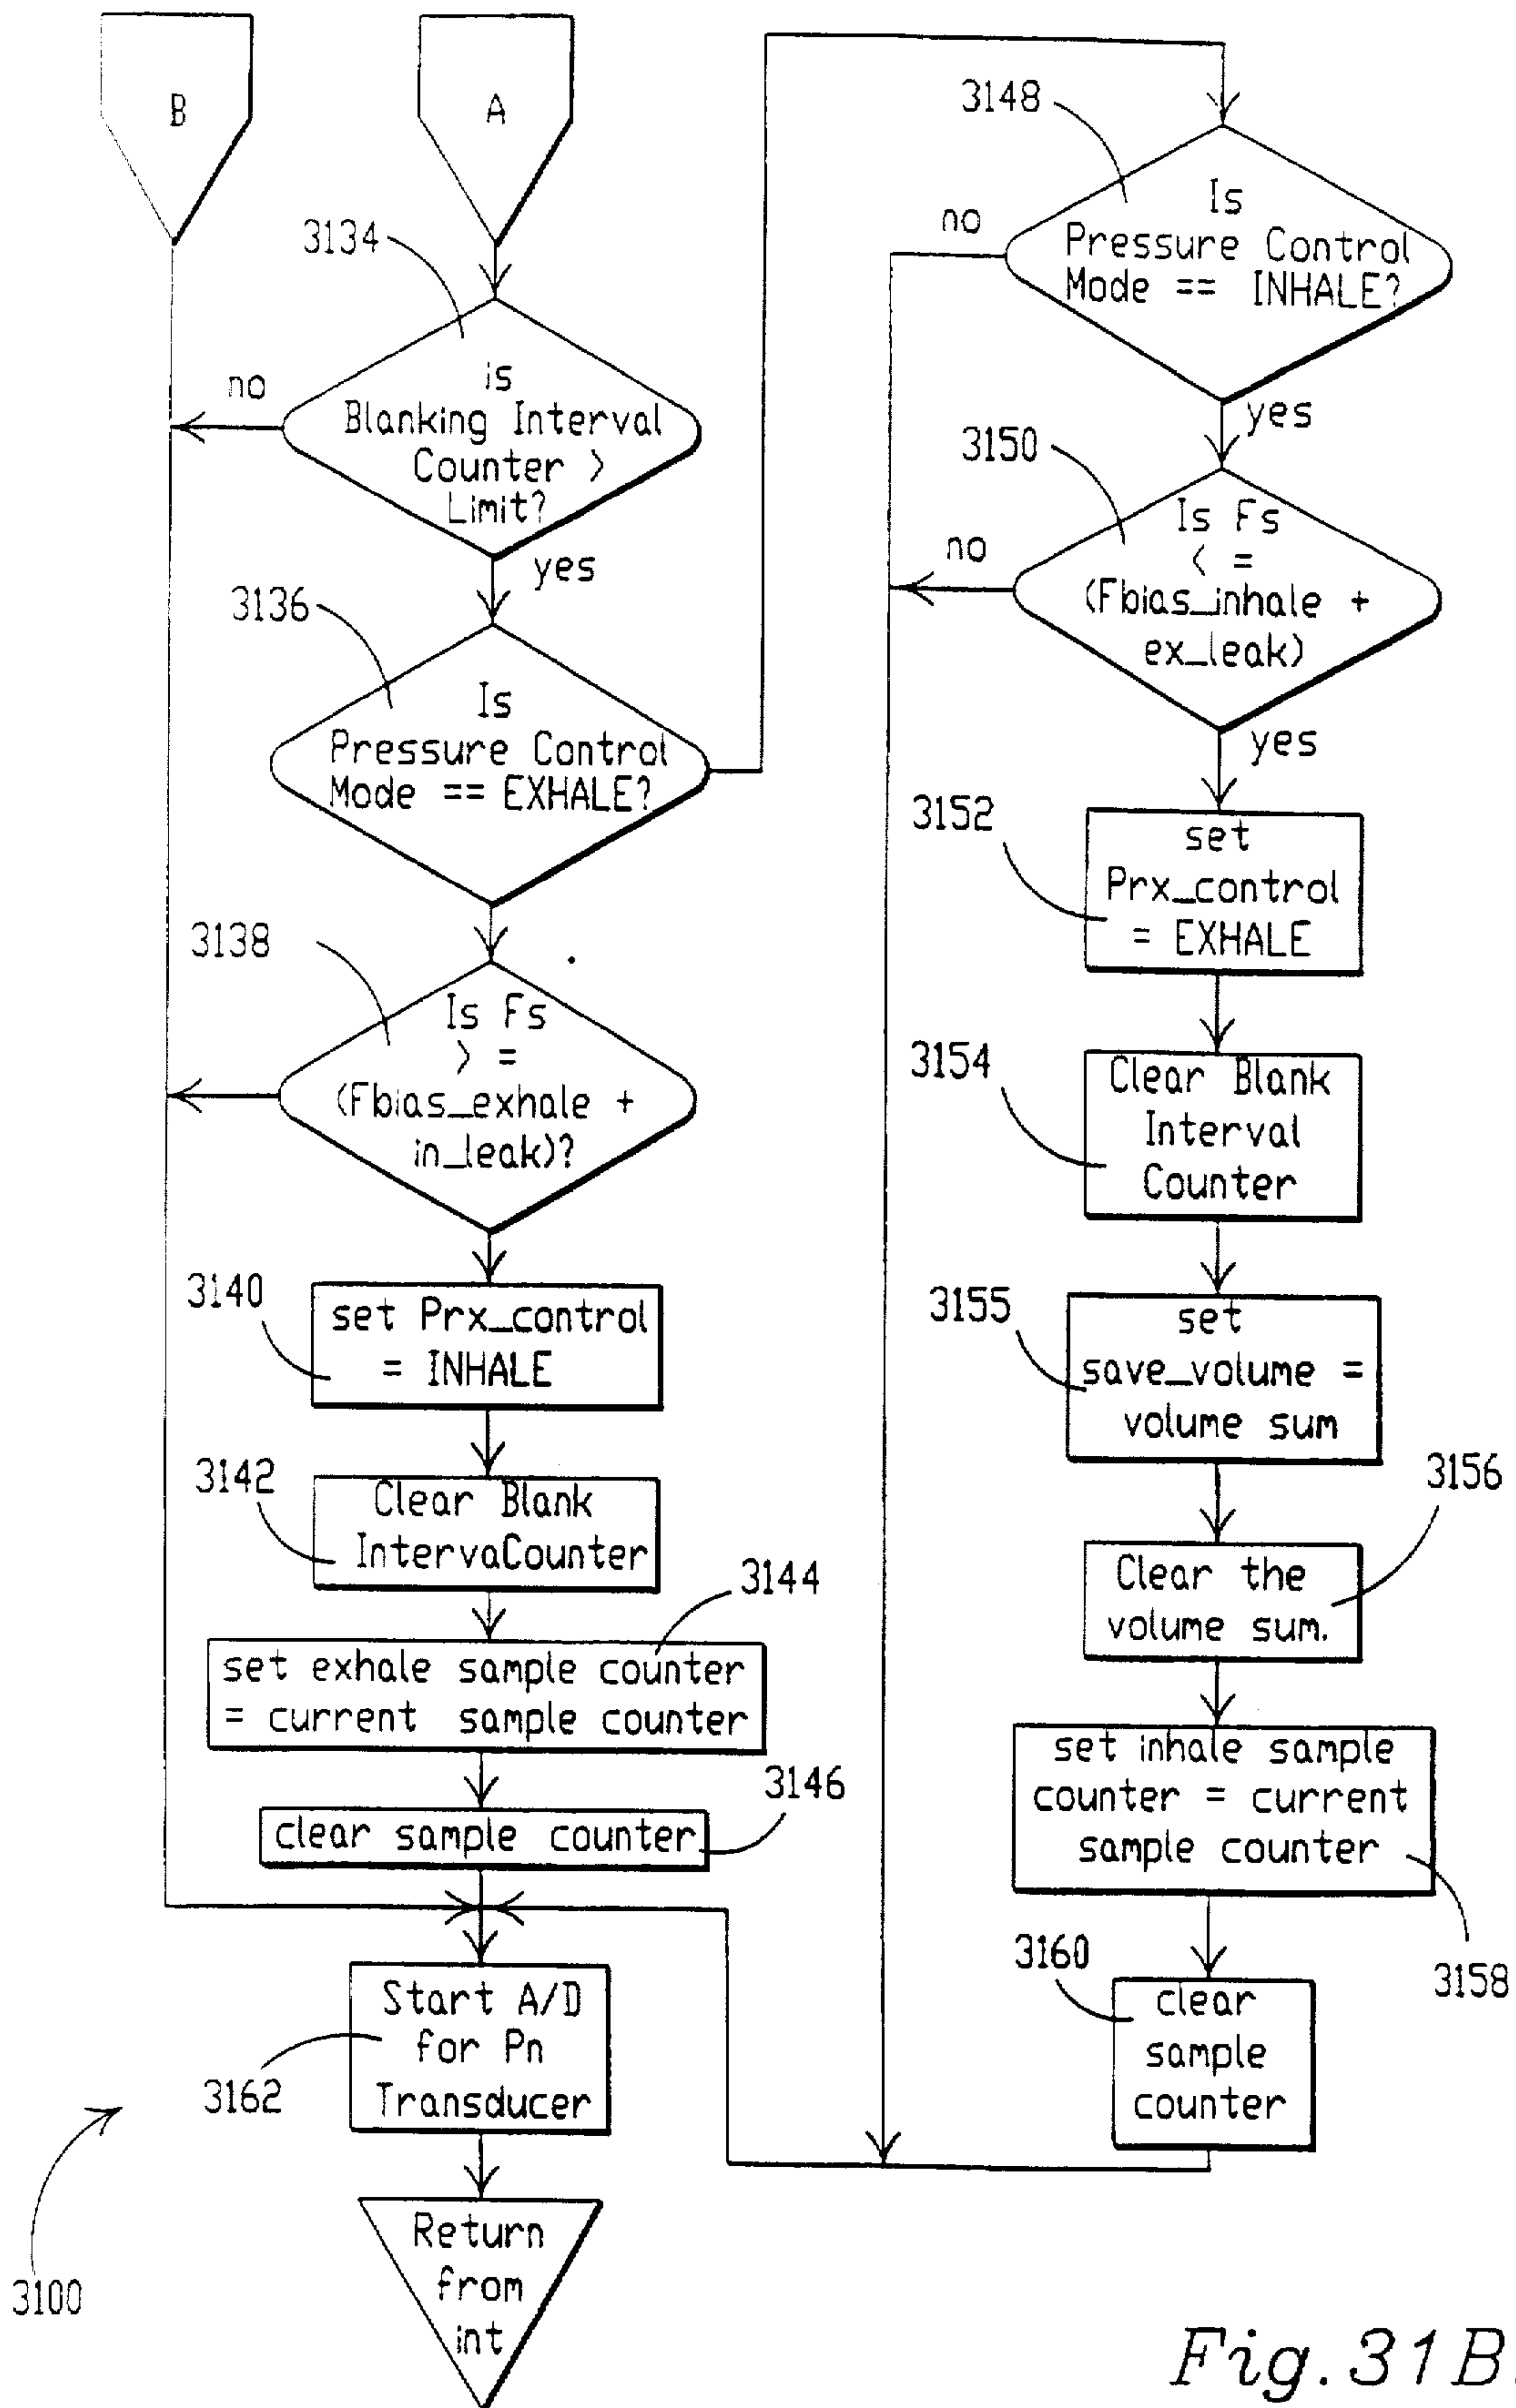 B
A
3134
is
Blanking Interval
Counter >
Limit?
no
yes
3136
Is
Pressure Control
Mode == EXHALE?
3138
Is Fs
> =
(Fbias_exhale +
in_leak)?
3140
set Prx_control
= INHALE
3142
Clear Blank
IntervaCounter
3144
set exhale sample counter
= current sample counter
3146
clear sample counter
3162
Start A/D
for Pn
Transducer
Return
from
int
3100
3148
Is
Pressure Control
Mode == INHALE?
no
yes
3150
Is Fs
< =
(Fbias_inhale +
ex_leak)
no
yes
3152
set
Prx_control
= EXHALE
3154
Clear Blank
Interval
Counter
3155
set
save_volume =
volume sum
3156
Clear the
volume sum.
set inhale sample
counter = current
sample counter
3158
3160
clear
sample
counter
Fig. 31B.